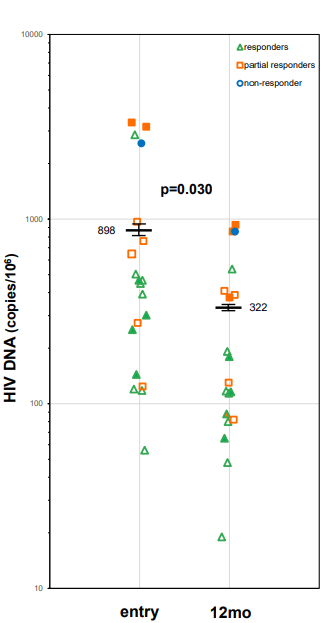 10000
responders
partial responders
non-responder
p=0.030
1000
898
322
HIV DNA (copies/10⁶)
100
10
entry 12mo